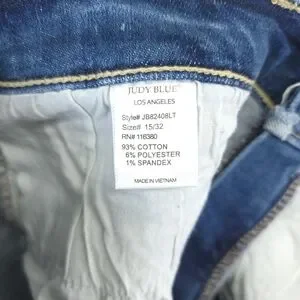 JUDY BLUE
LOS ANGELES
Style# JB82408LT
Size# 15/32
RN# 116380
93% COTTON
6% POLYESTER
1% SPANDEX
MADE IN VIETNAM